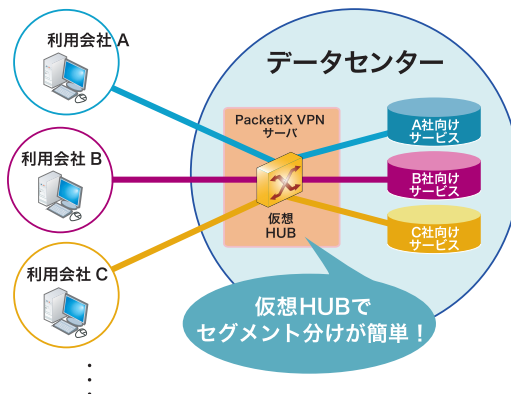 利用会社 A
データセンター
PacketiX VPN
サーバ
A社向け
サービス
利用会社 B
B社向け
サービス
仮想
HUB
C社向け
サービス
利用会社 C
仮想HUBで
セグメント分けが簡単！